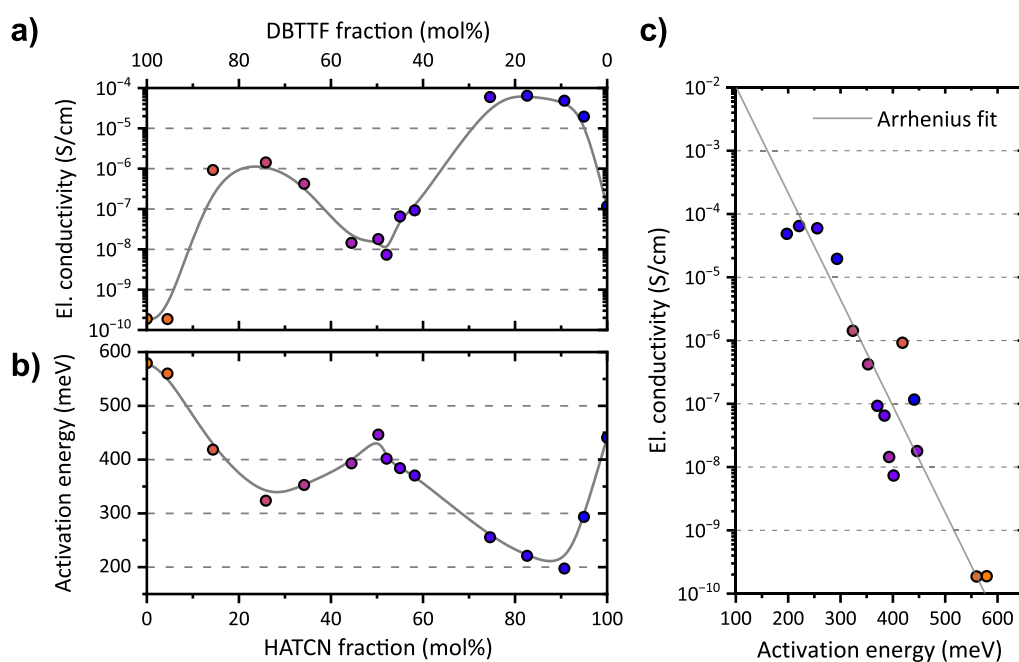 a)
DBTTF fraction (mol%)
100 80 60 40 20 0
El. conductivity (S/cm)
10⁻⁴
10⁻⁵
10⁻⁶
10⁻⁷
10⁻⁸
10⁻⁹
10⁻¹⁰
b)
Activation energy (meV)
600
500
400
300
200
0 20 40 60 80 100
HATCN fraction (mol%)
c)
El. conductivity (S/cm)
10⁻²
10⁻³
10⁻⁴
10⁻⁵
10⁻⁶
10⁻⁷
10⁻⁸
10⁻⁹
10⁻¹⁰
Arrhenius fit
100 200 300 400 500 600
Activation energy (meV)